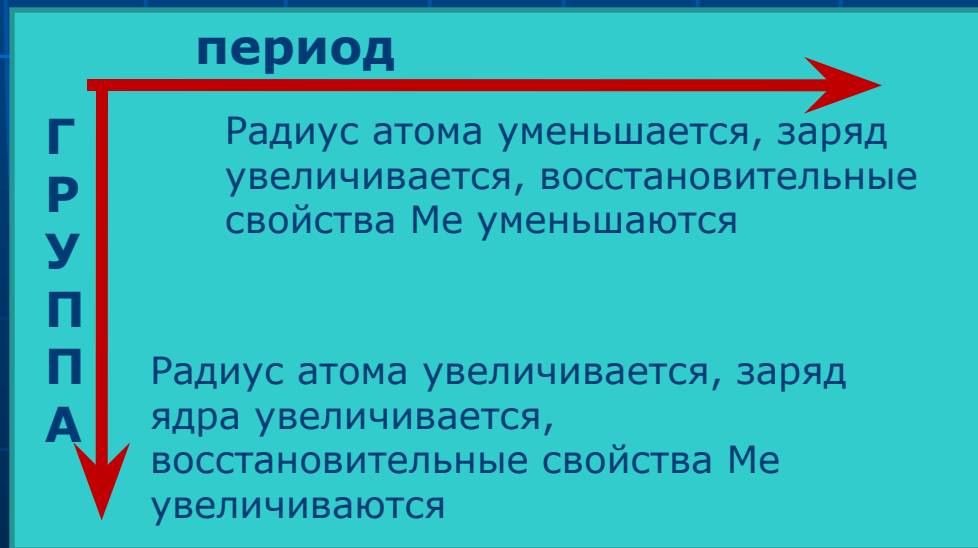 период
ГРУППА
Радиус атома уменьшается, заряд
увеличивается, восстановительные
свойства Ме уменьшаются
Радиус атома увеличивается, заряд
ядра увеличивается,
восстановительные свойства Ме
увеличиваются